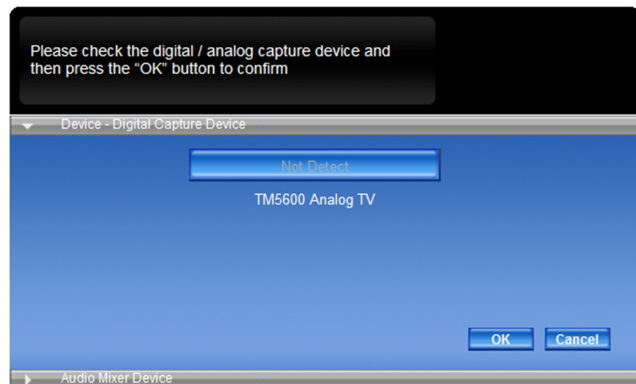 Please check the digital / analog capture device and
then press the “OK” button to confirm
Device - Digital Capture Device
Not Detect
TM5600 Analog TV
OK Cancel
Audio Mixer Device